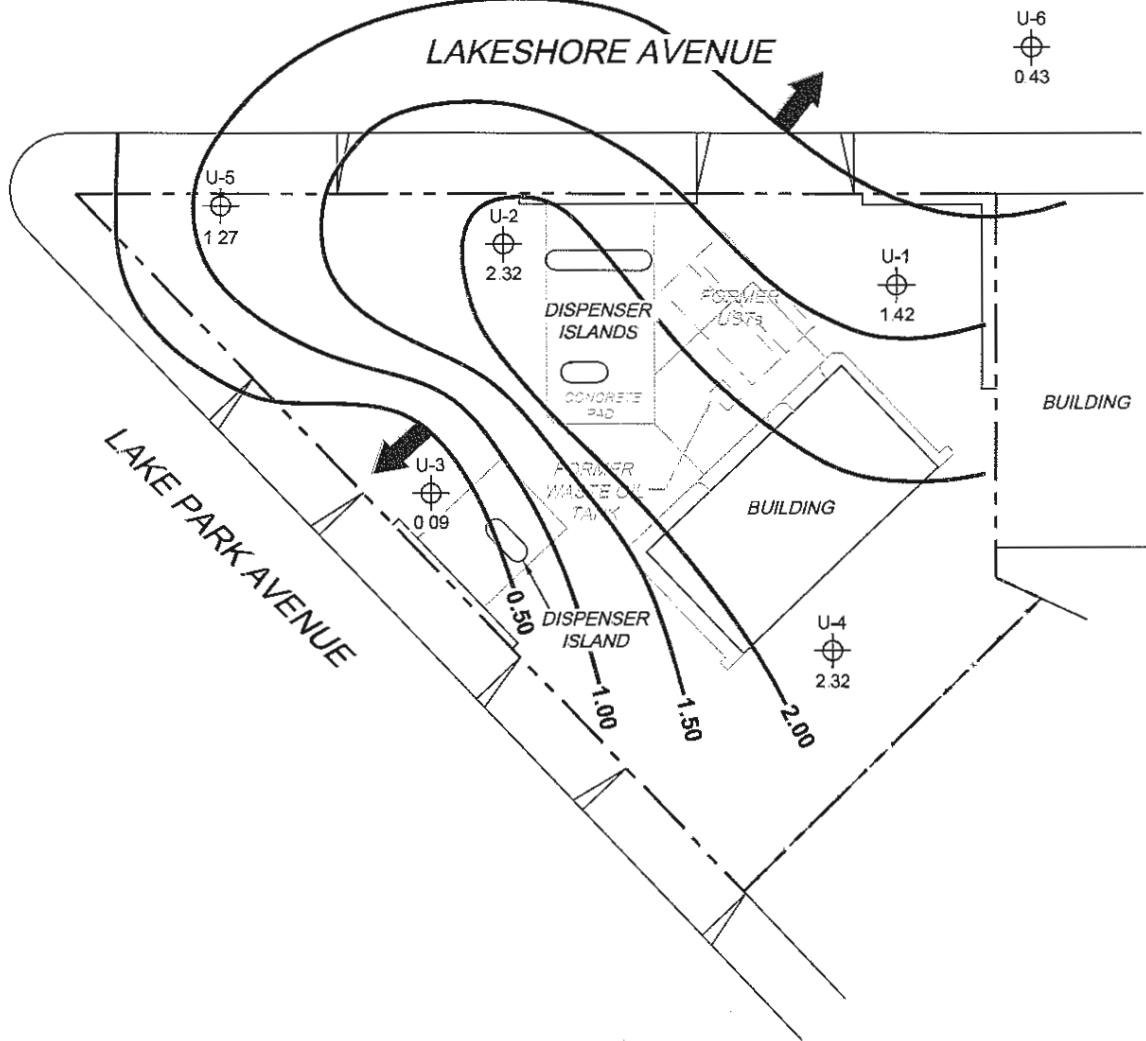 LAKESHORE AVENUE
U-6
0.43
U-5
1.27
U-2
2.32
U-1
1.42
FORMER
USTs
DISPENSER
ISLANDS
CONCRETE
PAD
BUILDING
LAKE PARK AVENUE
U-3
0.09
FORMER
WASTE OIL
TANK
BUILDING
0.50
DISPENSER
ISLAND
U-4
2.32
1.00
1.50
2.00